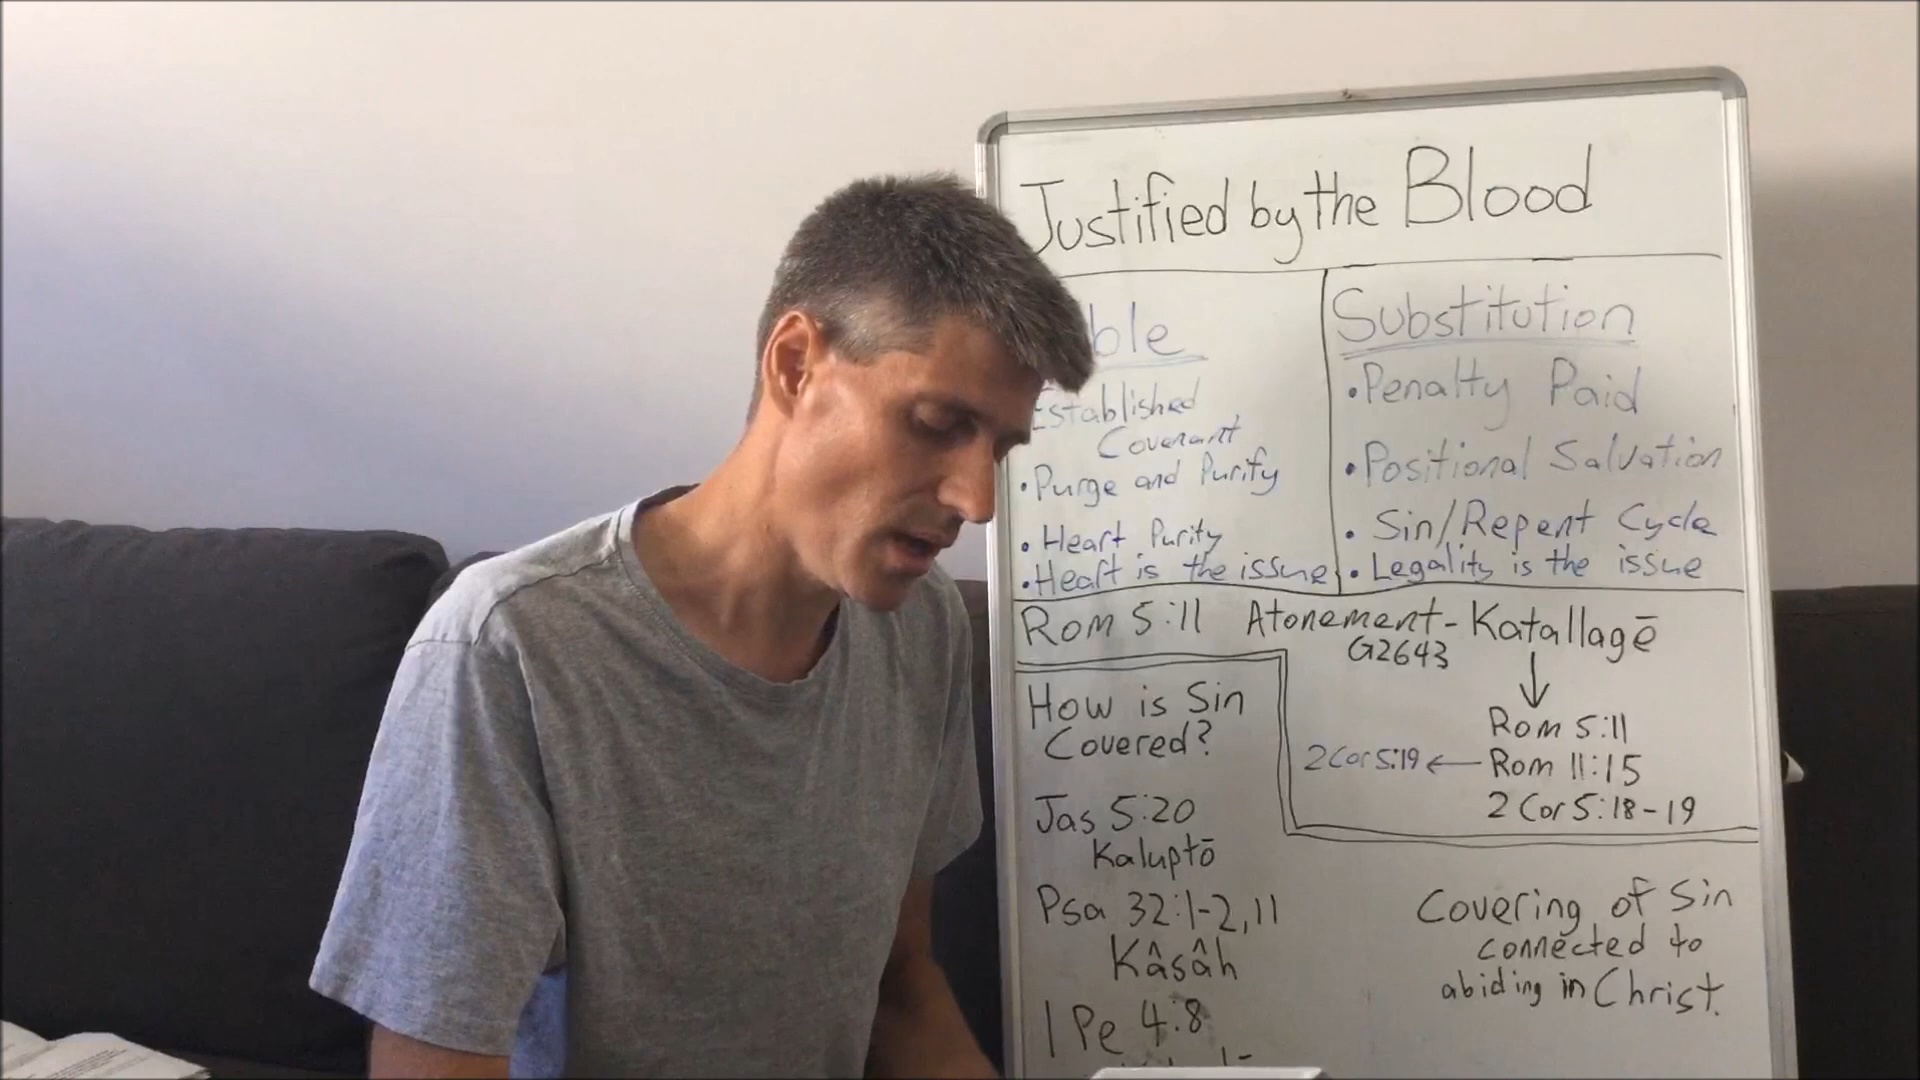 Justified by the Blood
ble
Established
Covenant
• Purge and Purify
• Heart Purity
• Heart is the issue
Substitution
• Penalty Paid
• Positional Salvation
• Sin/Repent Cycle
• Legality is the issue
Rom 5:11 Atonement - Katallagē
G2643
Rom 5:11
2 Cor 5:19 ← Rom 11:15
2 Cor 5:18-19
How is Sin
Covered?
Jas 5:20
Kaluptō
Psa 32:1-2,11
Kâsâh
1 Pe 4:8
Covering of Sin
connected to
abiding in Christ.